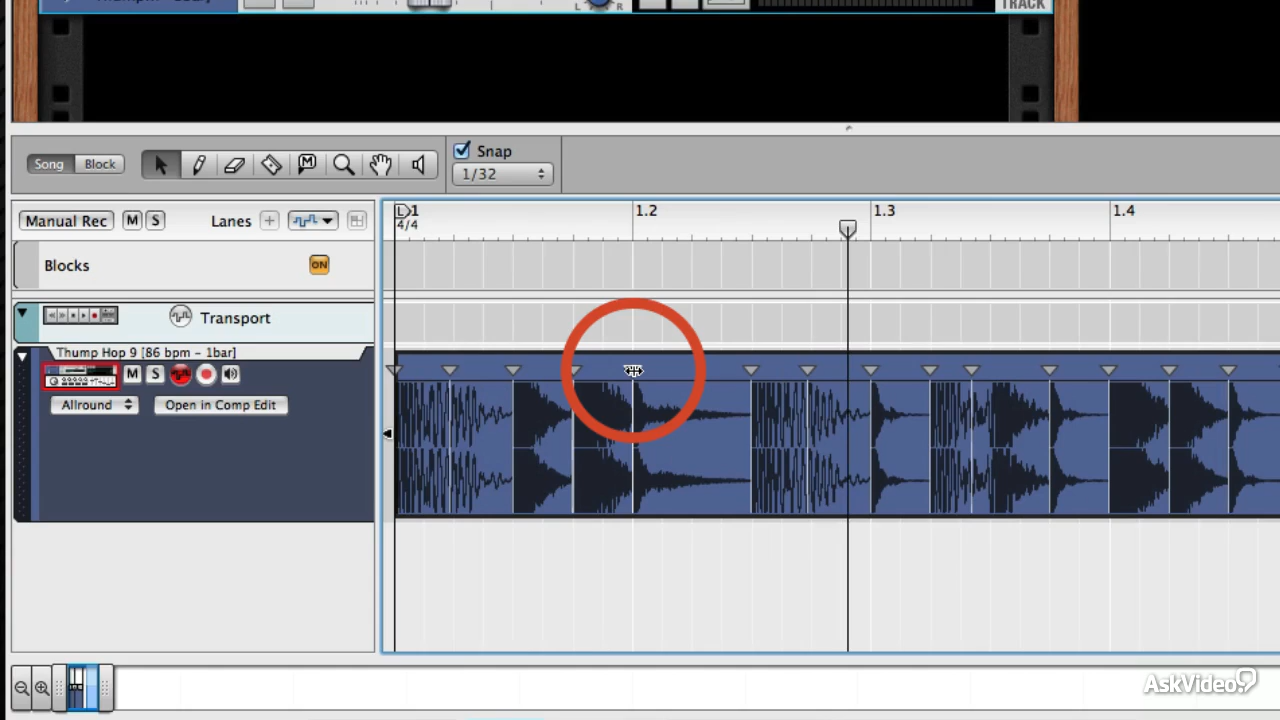 TRACK
L R
Song Block M Snap
1/32
Manual Rec M S Lanes +
L 1 1.2 1.3 1.4
4/4
Blocks ON
Transport
Thump Hop 9 [86 bpm - 1bar]
M S
Allround Open in Comp Edit
AskVideo